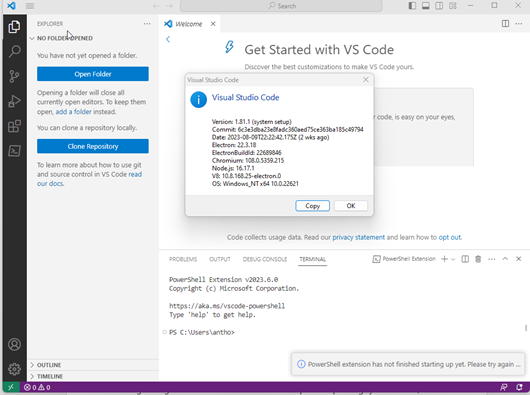 Search
EXPLORER
NO FOLDER OPENED
You have not yet opened a folder.
Open Folder
Opening a folder will close all
currently open editors. To keep them
open, add a folder instead.
You can clone a repository locally.
Clone Repository
To learn more about how to use git
and source control in VS Code read
our docs.
OUTLINE
TIMELINE
Welcome
Get Started with VS Code
Discover the best customizations to make VS Code yours.
code, is easy on your eyes,
Visual Studio Code
Visual Studio Code
Version: 1.81.1 (system setup)
Commit: 6c3e3dba23e8fadc360aed75ce363ba185c49794
Date: 2023-08-09T22:22:42.175Z (2 wks ago)
Electron: 22.3.18
ElectronBuildId: 22689846
Chromium: 108.0.5359.215
Node.js: 16.17.1
V8: 10.8.168.25-electron.0
OS: Windows_NT x64 10.0.22621
Copy OK
Code collects usage data. Read our privacy statement and learn how to opt out.
PROBLEMS OUTPUT DEBUG CONSOLE TERMINAL PowerShell Extension
PowerShell Extension v2023.6.0
Copyright (c) Microsoft Corporation.
https://aka.ms/vscode-powershell
Type 'help' to get help.
PS C:\Users\antho>
PowerShell extension has not finished starting up yet. Please try again ...
0 0